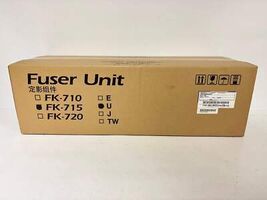 Fuser Unit
定影组件
FK-710 E
FK-715 U
FK-720 J
TW